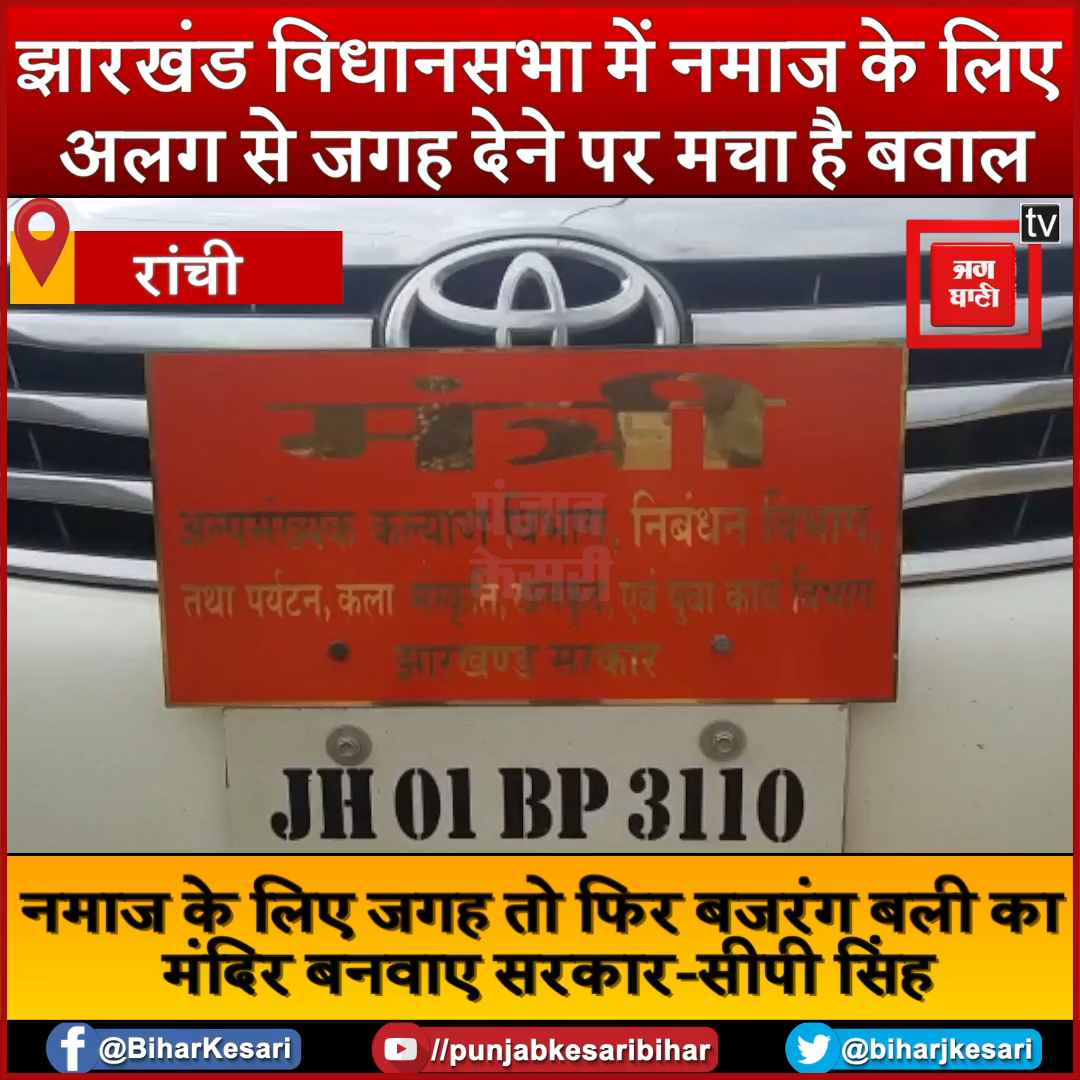 झारखंड विधानसभा में नमाज के लिए
अलग से जगह देने पर मचा है बवाल
रांची
tv
मंत्री
पंजाब
केसरी
अल्पसंख्यक कल्याण विभाग, निबंधन विभाग,
तथा पर्यटन, कला संस्कृति, खेलकूद, एवं युवा कार्य विभाग
झारखण्ड सरकार
JH 01 BP 3110
नमाज के लिए जगह तो फिर बजरंग बली का
मंदिर बनवाए सरकार-सीपी सिंह
@BiharKesari
//punjabkesaribihar
@biharjkesari